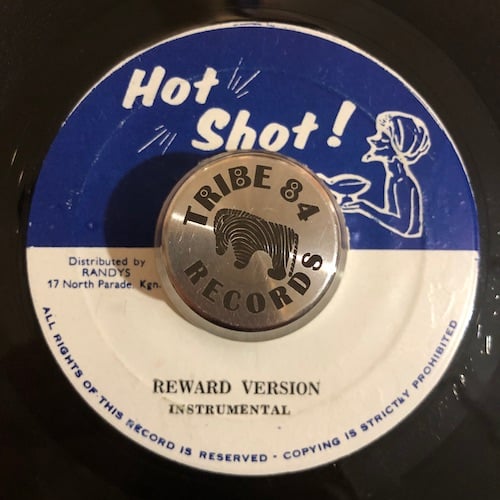 Hot
Shot!
TRIBE 84
RECORDS
Distributed by
RANDYS
17 North Parade, Kgn.
REWARD VERSION
INSTRUMENTAL
ALL RIGHTS OF THIS RECORD IS RESERVED - COPYING IS STRICTLY PROHIBITED